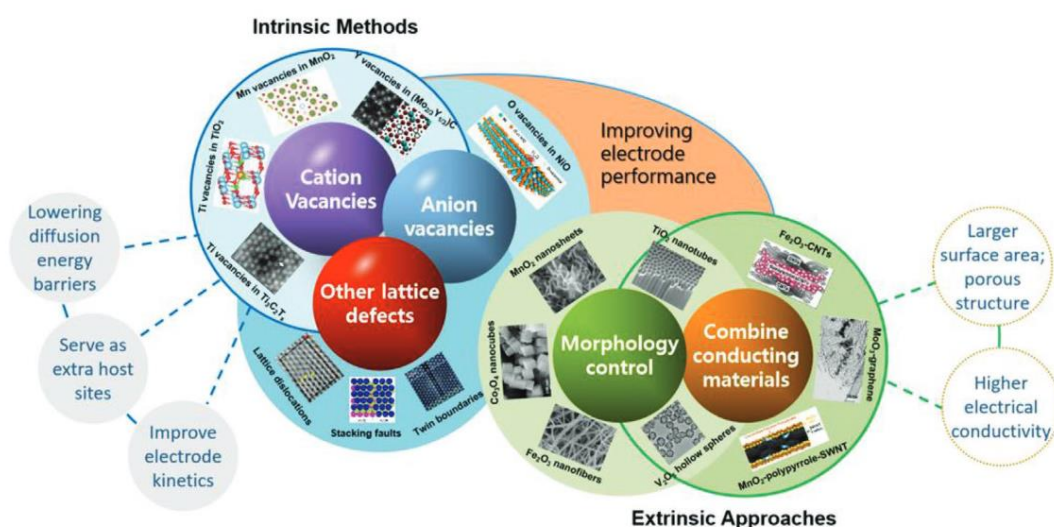 Intrinsic Methods
Mn vacancies in MnO₂
Y vacancies in (Mo₂/₃Y₁/₃)C
Ti vacancies in TiO₂
O vacancies in NiO
Cation
Vacancies
Anion
vacancies
Ti vacancies in Ti₃C₂Tₓ
Other lattice
defects
Lattice dislocations
Stacking faults
Twin boundaries
Improving
electrode
performance
Lowering
diffusion
energy
barriers
Serve as
extra host
sites
Improve
electrode
kinetics
MnO₂ nanosheets
TiO₂ nanotubes
Fe₂O₃-CNTs
Co₃O₄ nanocubes
Morphology
control
Combine
conducting
materials
MoO₃-graphene
Fe₂O₃ nanofibers
V₂O₅ hollow spheres
MnO₂-polypyrrole-SWNT
Larger
surface area;
porous
structure
Higher
electrical
conductivity
Extrinsic Approaches